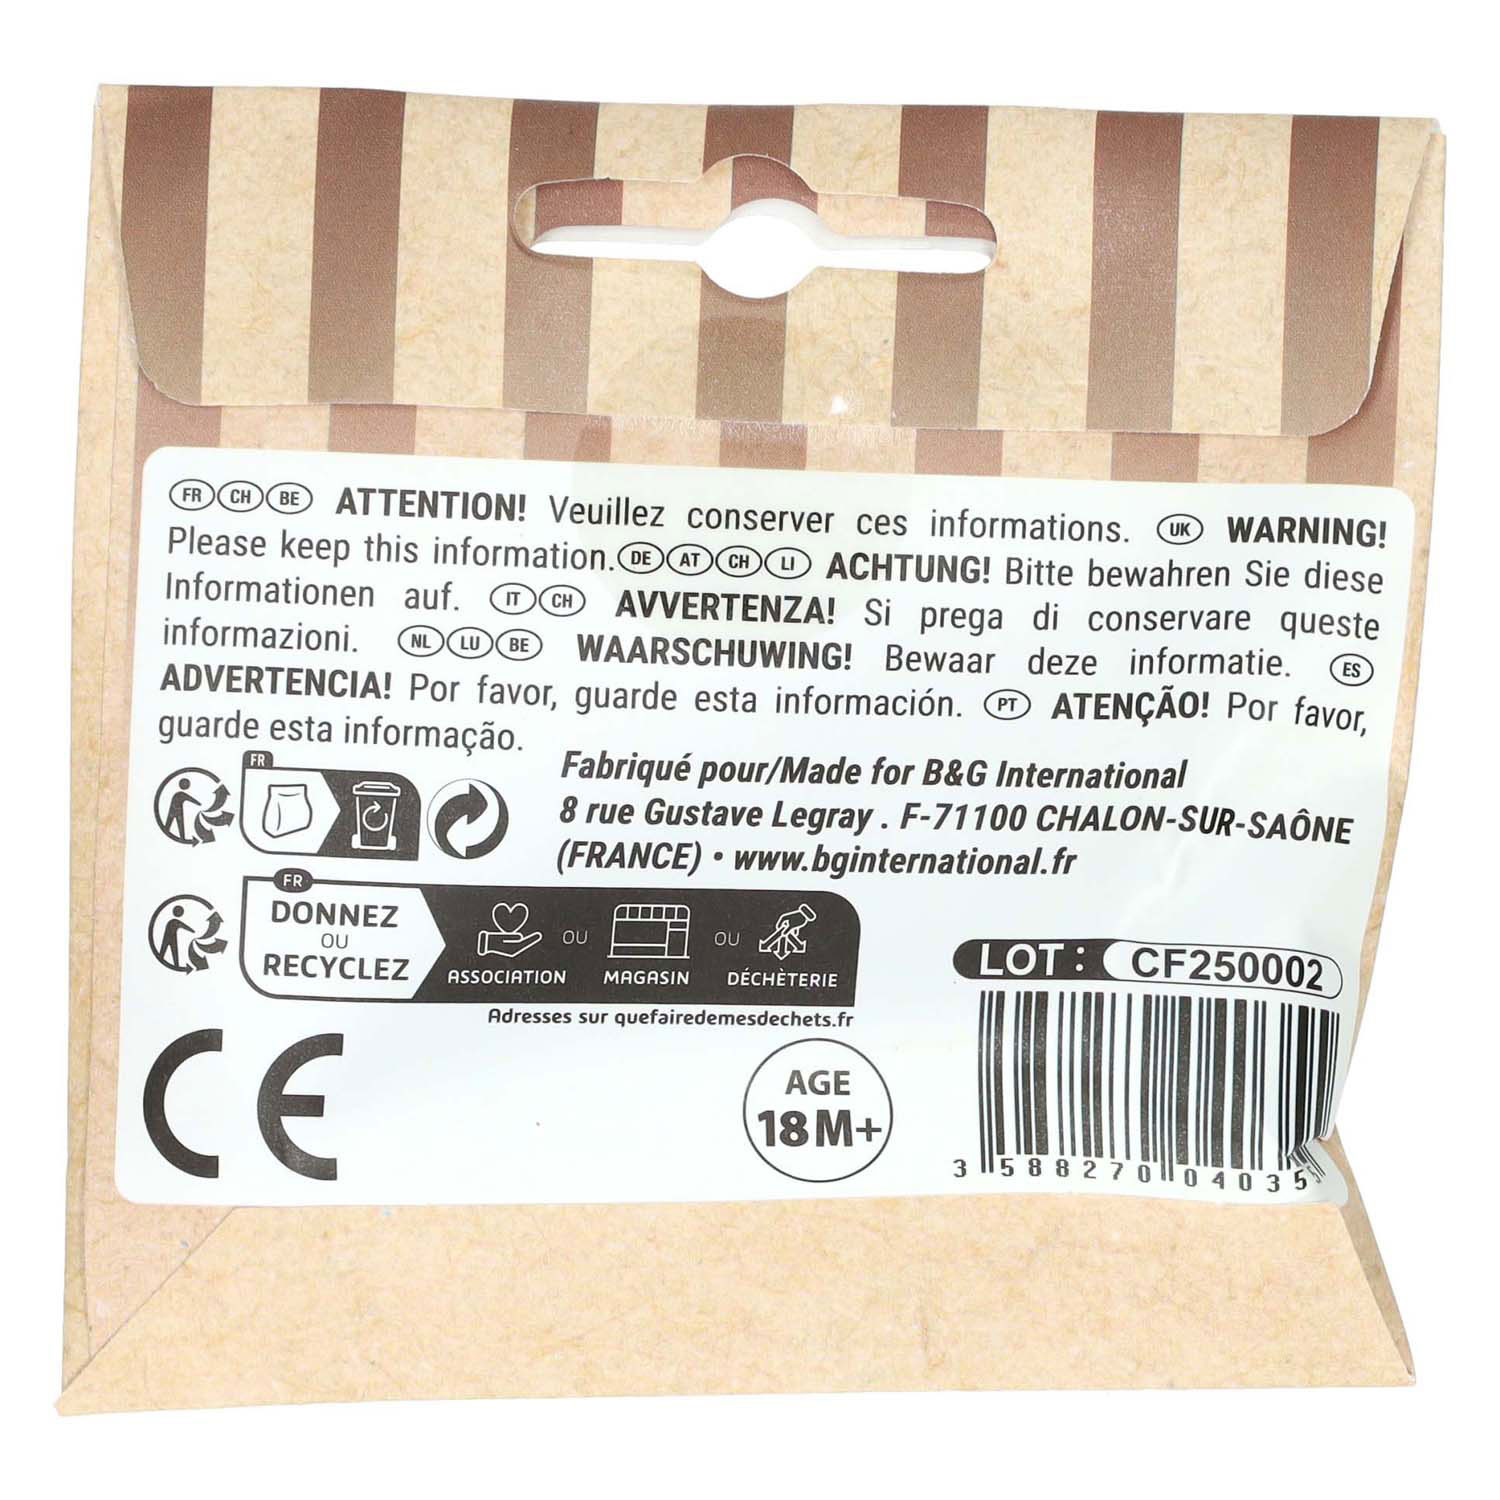 FR CH BE ATTENTION! Veuillez conserver ces informations. UK WARNING!
Please keep this information. DE AT CH LI ACHTUNG! Bitte bewahren Sie diese
Informationen auf. IT CH AVVERTENZA! Si prega di conservare queste
informazioni. NL LU BE WAARSCHUWING! Bewaar deze informatie. ES
ADVERTENCIA! Por favor, guarde esta información. PT ATENÇÃO! Por favor,
guarde esta informação.
FR
Fabriqué pour/Made for B&G International
8 rue Gustave Legray . F-71100 CHALON-SUR-SAÔNE
(FRANCE) • www.bginternational.fr
FR
DONNEZ
OU
RECYCLEZ
ASSOCIATION OU MAGASIN OU DÉCHÈTERIE
Adresses sur quefairedemesdechets.fr
LOT : CF250002
CE
AGE
18M+
3 588270 040355